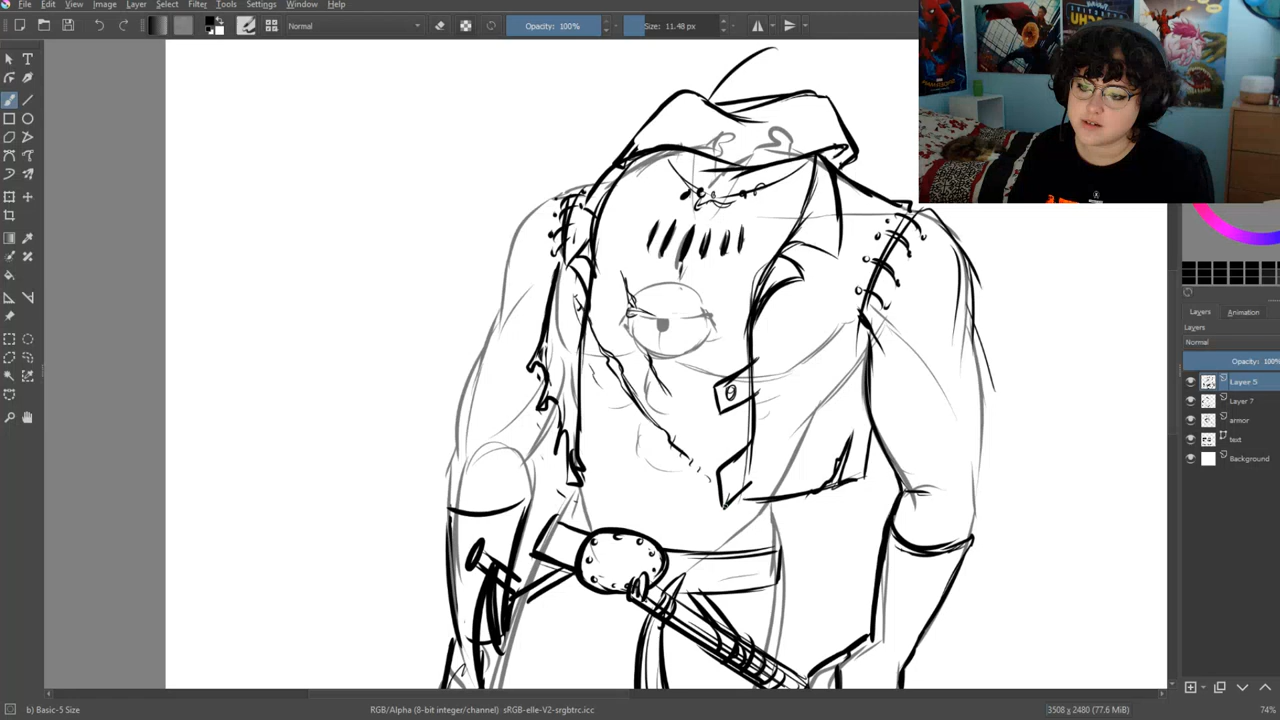 File Edit View Image Layer Select Filter Tools Settings Window Help
Normal Opacity: 100% Size: 11.48 px
Layers Animation
Layers
Normal
Opacity: 100%
Layer 5
Layer 7
armor
text
Background
b) Basic-5 Size RGB/Alpha (8-bit integer/channel) sRGB-elle-V2-srgbtrc.icc 3508 x 2480 (77.6 MiB) 74%